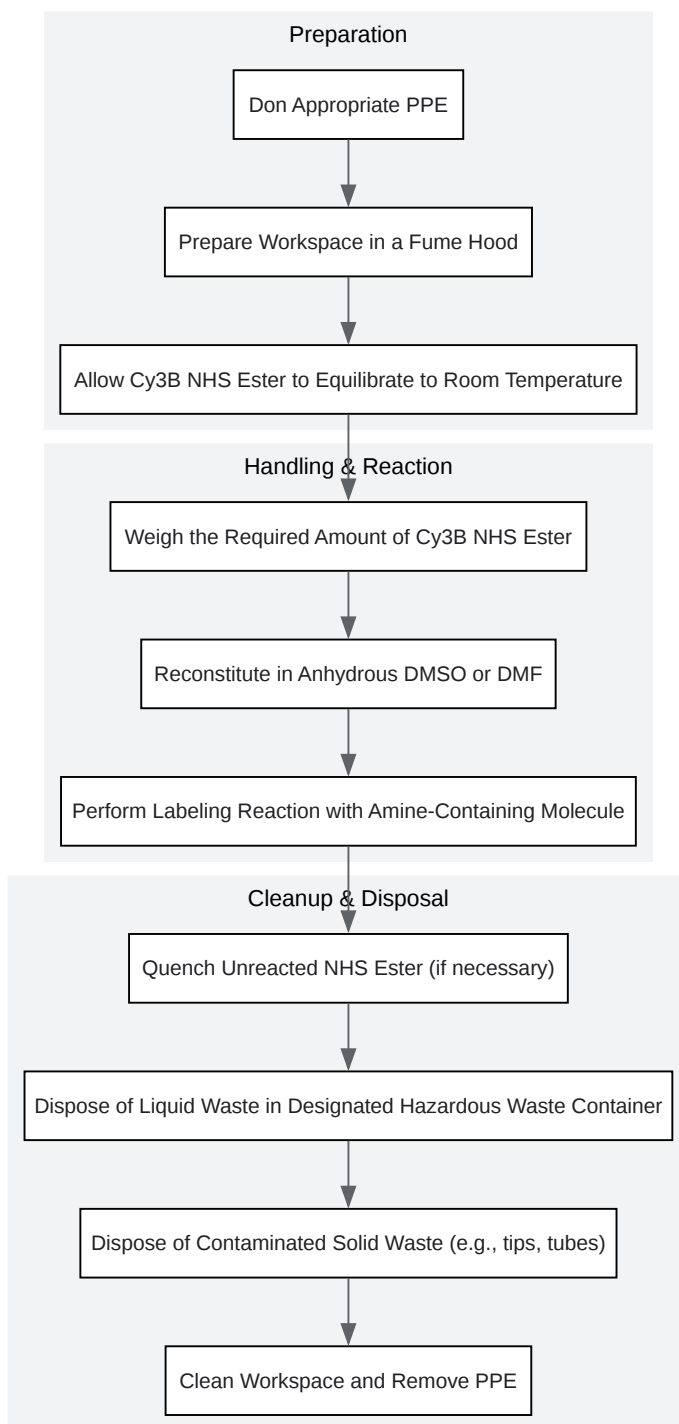 Preparation
Don Appropriate PPE
Prepare Workspace in a Fume Hood
Allow Cy3B NHS Ester to Equilibrate to Room Temperature
Handling & Reaction
Weigh the Required Amount of Cy3B NHS Ester
Reconstitute in Anhydrous DMSO or DMF
Perform Labeling Reaction with Amine-Containing Molecule
Cleanup & Disposal
Quench Unreacted NHS Ester (if necessary)
Dispose of Liquid Waste in Designated Hazardous Waste Container
Dispose of Contaminated Solid Waste (e.g., tips, tubes)
Clean Workspace and Remove PPE